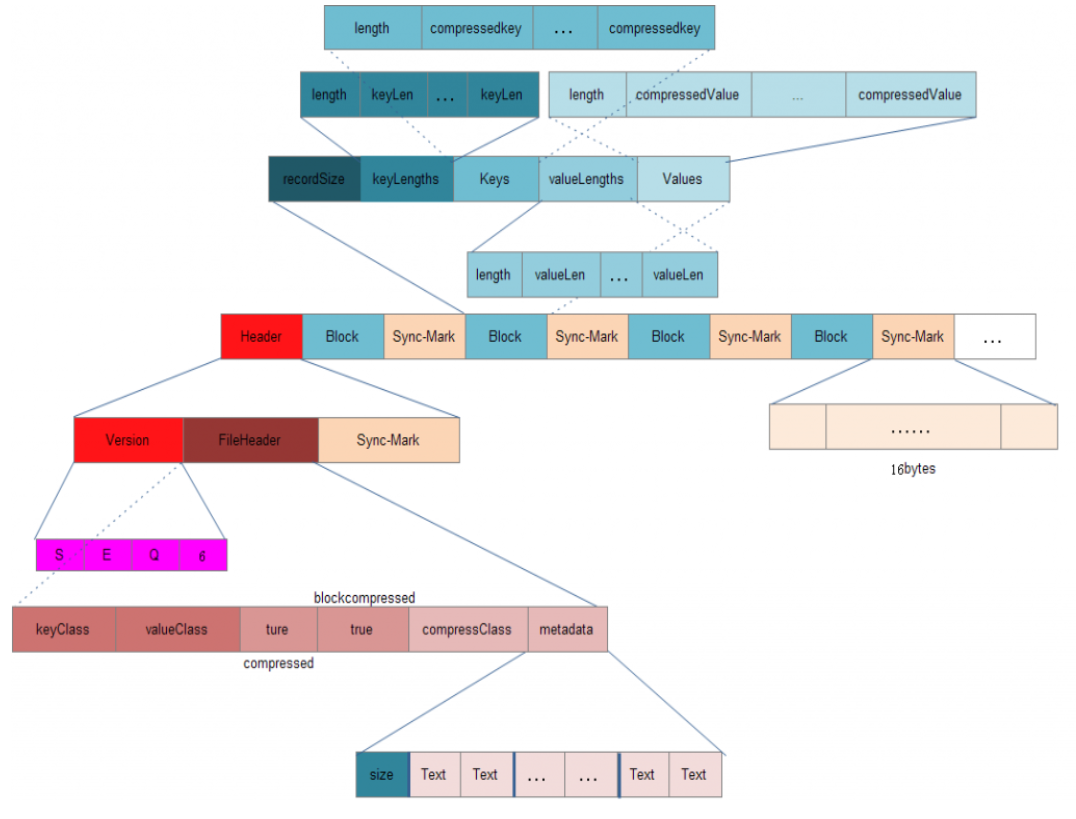 length compressedkey ... compressedkey
length keyLen ... keyLen length compressedValue ... compressedValue
recordSize keyLengths Keys valueLengths Values
length valueLen ... valueLen
Header Block Sync-Mark Block Sync-Mark Block Sync-Mark Block Sync-Mark ...
Version FileHeader Sync-Mark
......
16bytes
S E Q 6
blockcompressed
keyClass valueClass ture true compressClass metadata
compressed
size Text Text ... ... Text Text